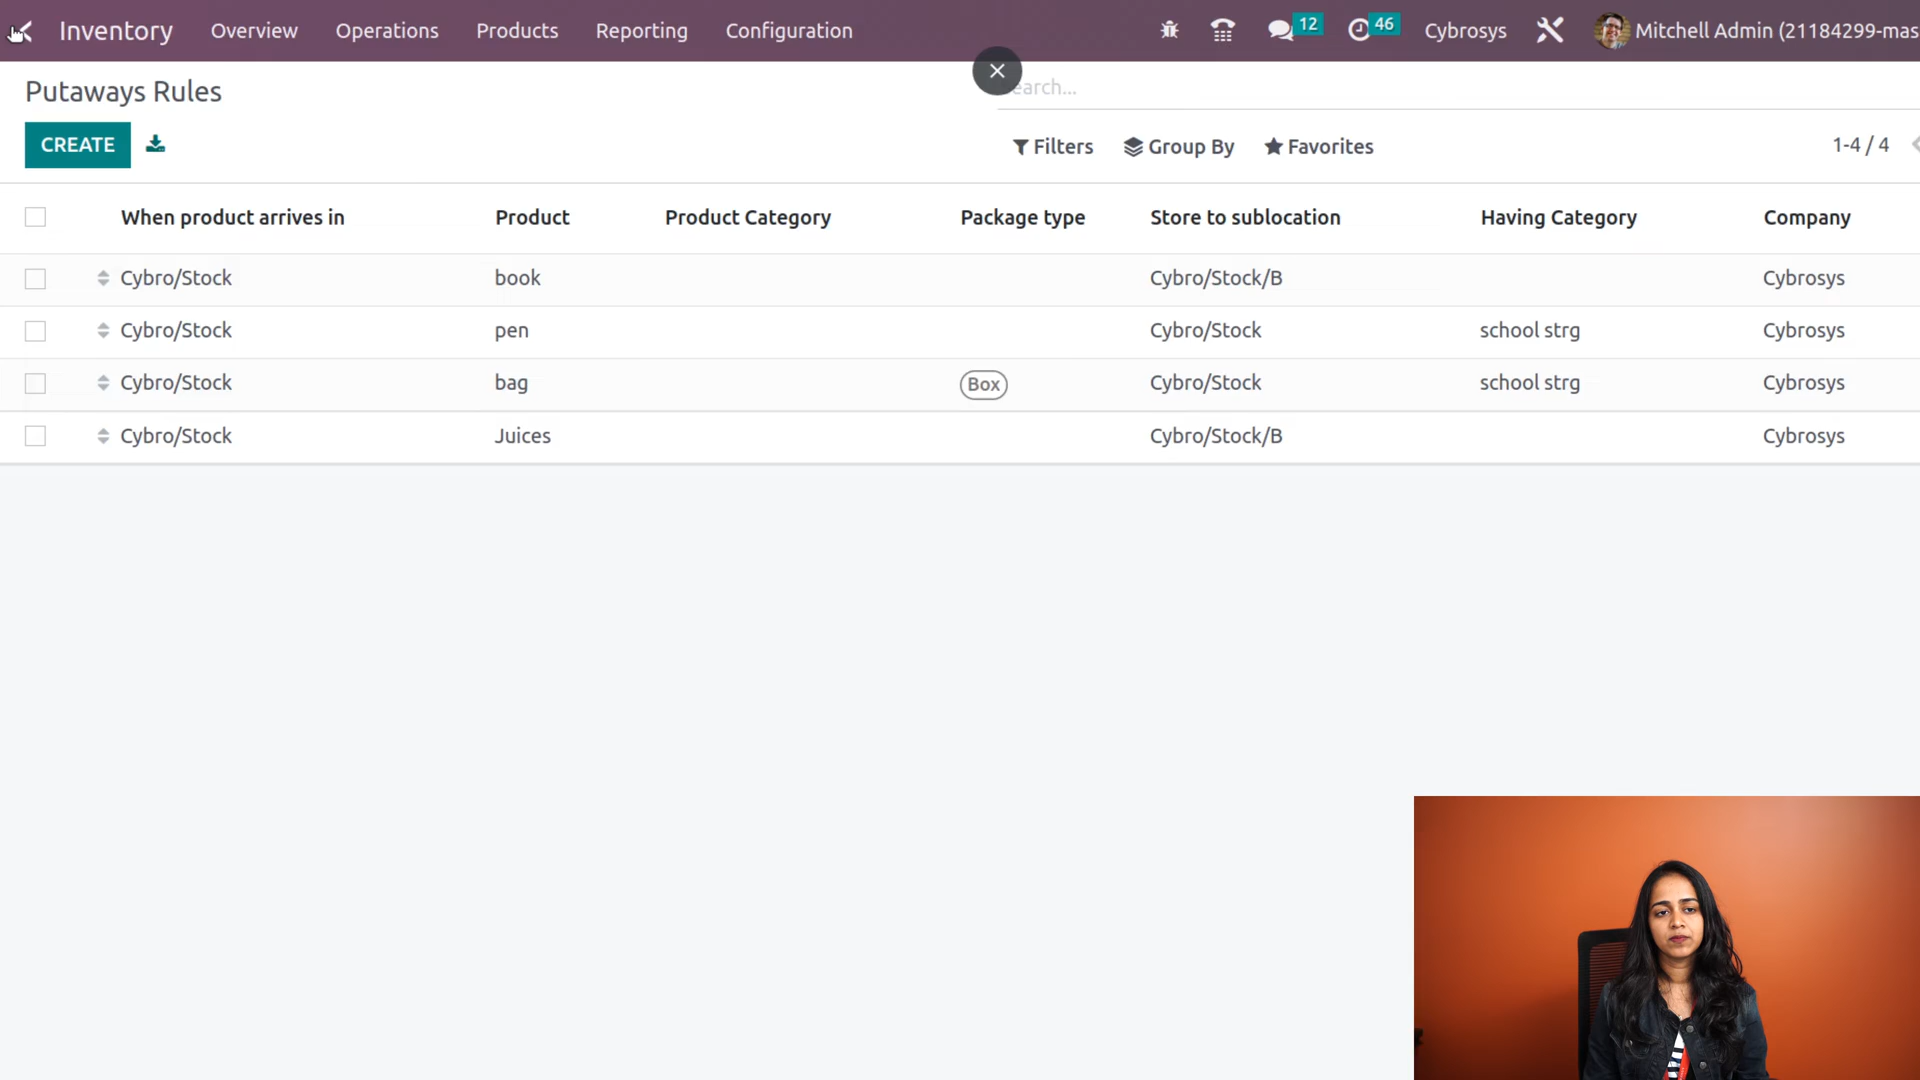 Inventory Overview Operations Products Reporting Configuration 12 46 Cybrosys Mitchell Admin (21184299-mas
Putaways Rules
earch...
CREATE
Filters Group By Favorites 1-4 / 4
When product arrives in Product Product Category Package type Store to sublocation Having Category Company
Cybro/Stock book Cybro/Stock/B Cybrosys
Cybro/Stock pen Cybro/Stock school strg Cybrosys
Cybro/Stock bag Box Cybro/Stock school strg Cybrosys
Cybro/Stock Juices Cybro/Stock/B Cybrosys